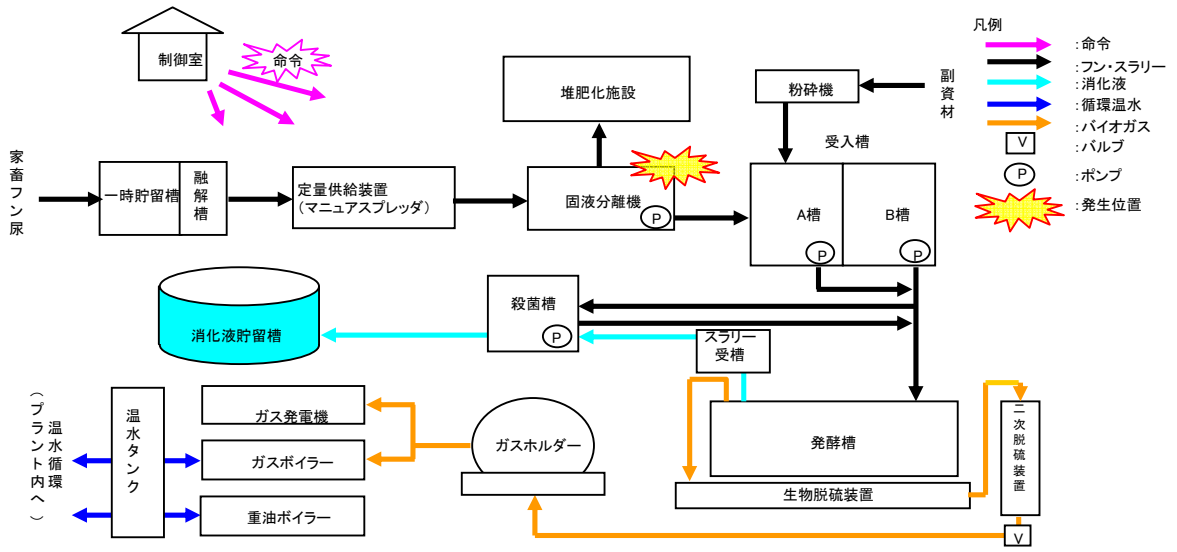 制御室
命令
凡例
:命令
:フン・スラリー
:消化液
:循環温水
:バイオガス
V
:バルブ
P
:ポンプ
:発生位置
堆肥化施設
粉砕機
副資材
受入槽
家畜フン尿
一時貯留槽
融解槽
定量供給装置
(マニュアスプレッダ)
固液分離機
P
A槽
B槽
P
P
消化液貯留槽
殺菌槽
P
スラリー
受槽
温水循環
(プラント内へ)
温水タンク
ガス発電機
ガスボイラー
重油ボイラー
ガスホルダー
発酵槽
生物脱硫装置
二次脱硫装置
V